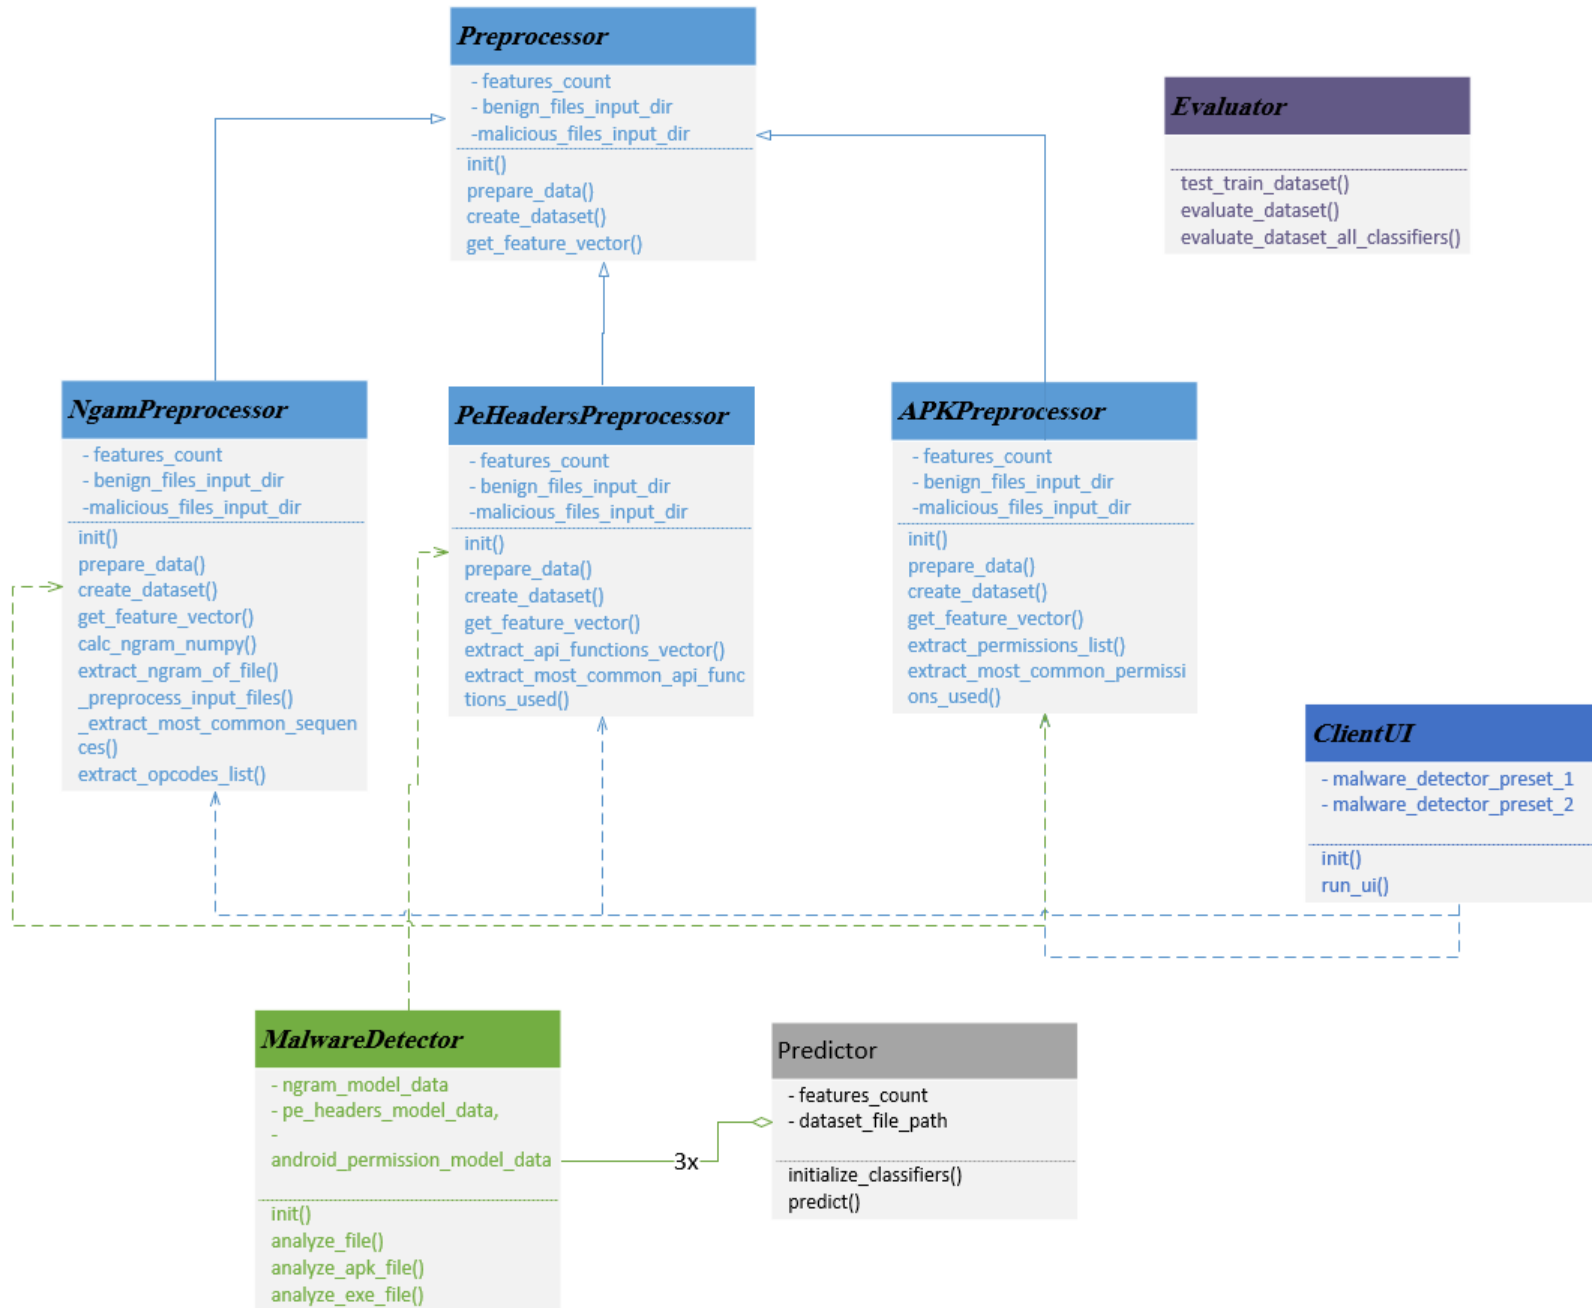 Preprocessor
- features_count
- benign_files_input_dir
-malicious_files_input_dir
init()
prepare_data()
create_dataset()
get_feature_vector()
Evaluator
test_train_dataset()
evaluate_dataset()
evaluate_dataset_all_classifiers()
NgamPreprocessor
- features_count
- benign_files_input_dir
-malicious_files_input_dir
init()
prepare_data()
create_dataset()
get_feature_vector()
calc_ngram_numpy()
extract_ngram_of_file()
_preprocess_input_files()
_extract_most_common_sequen
ces()
extract_opcodes_list()
PeHeadersPreprocessor
- features_count
- benign_files_input_dir
-malicious_files_input_dir
init()
prepare_data()
create_dataset()
get_feature_vector()
extract_api_functions_vector()
extract_most_common_api_func
tions_used()
APKPreprocessor
- features_count
- benign_files_input_dir
-malicious_files_input_dir
init()
prepare_data()
create_dataset()
get_feature_vector()
extract_permissions_list()
extract_most_common_permissi
ons_used()
ClientUI
- malware_detector_preset_1
- malware_detector_preset_2
init()
run_ui()
MalwareDetector
- ngram_model_data
- pe_headers_model_data,
-
android_permission_model_data
init()
analyze_file()
analyze_apk_file()
analyze_exe_file()
3x
Predictor
- features_count
- dataset_file_path
initialize_classifiers()
predict()